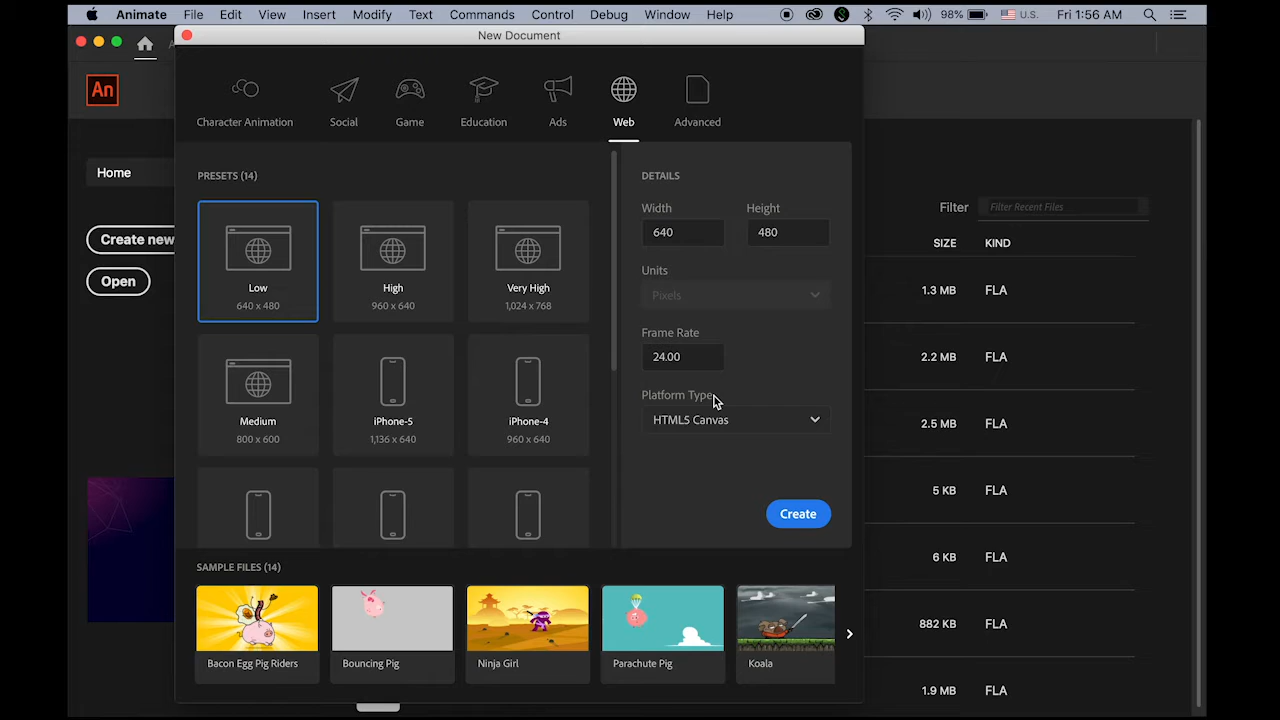 Animate File Edit View Insert Modify Text Commands Control Debug Window Help 98% U.S. Fri 1:56 AM
New Document
An
Character Animation Social Game Education Ads Web Advanced
Home
Create new
Open
PRESETS (14)
Low
640 x 480
High
960 x 640
Very High
1,024 x 768
Medium
800 x 600
iPhone-5
1,136 x 640
iPhone-4
960 x 640
DETAILS
Width Height
640 480
Units
Pixels
Frame Rate
24.00
Platform Type
HTML5 Canvas
Create
SAMPLE FILES (14)
Bacon Egg Pig Riders
Bouncing Pig
Ninja Girl
Parachute Pig
Koala
Filter Filter Recent Files
SIZE KIND
1.3 MB FLA
2.2 MB FLA
2.5 MB FLA
5 KB FLA
6 KB FLA
882 KB FLA
1.9 MB FLA